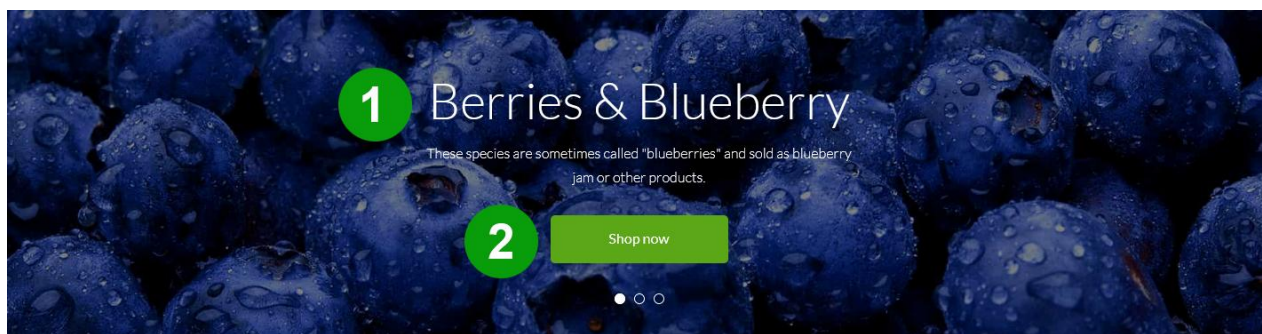 1
Berries & Blueberry
These species are sometimes called "blueberries" and sold as blueberry
jam or other products.
2
Shop now